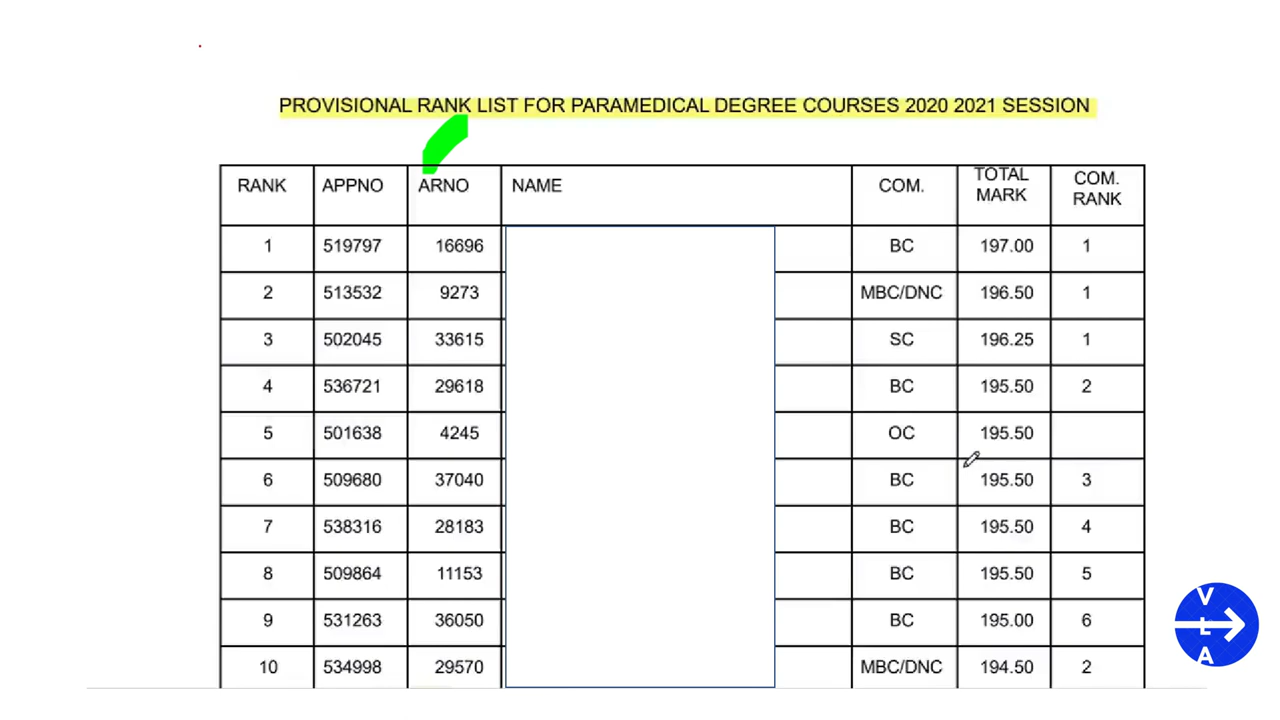 PROVISIONAL RANK LIST FOR PARAMEDICAL DEGREE COURSES 2020 2021 SESSION
RANK APPNO ARNO NAME COM. TOTAL MARK COM. RANK
1 519797 16696 BC 197.00 1
2 513532 9273 MBC/DNC 196.50 1
3 502045 33615 SC 196.25 1
4 536721 29618 BC 195.50 2
5 501638 4245 OC 195.50
6 509680 37040 BC 195.50 3
7 538316 28183 BC 195.50 4
8 509864 11153 BC 195.50 5
9 531263 36050 BC 195.00 6
10 534998 29570 MBC/DNC 194.50 2
V
L
A